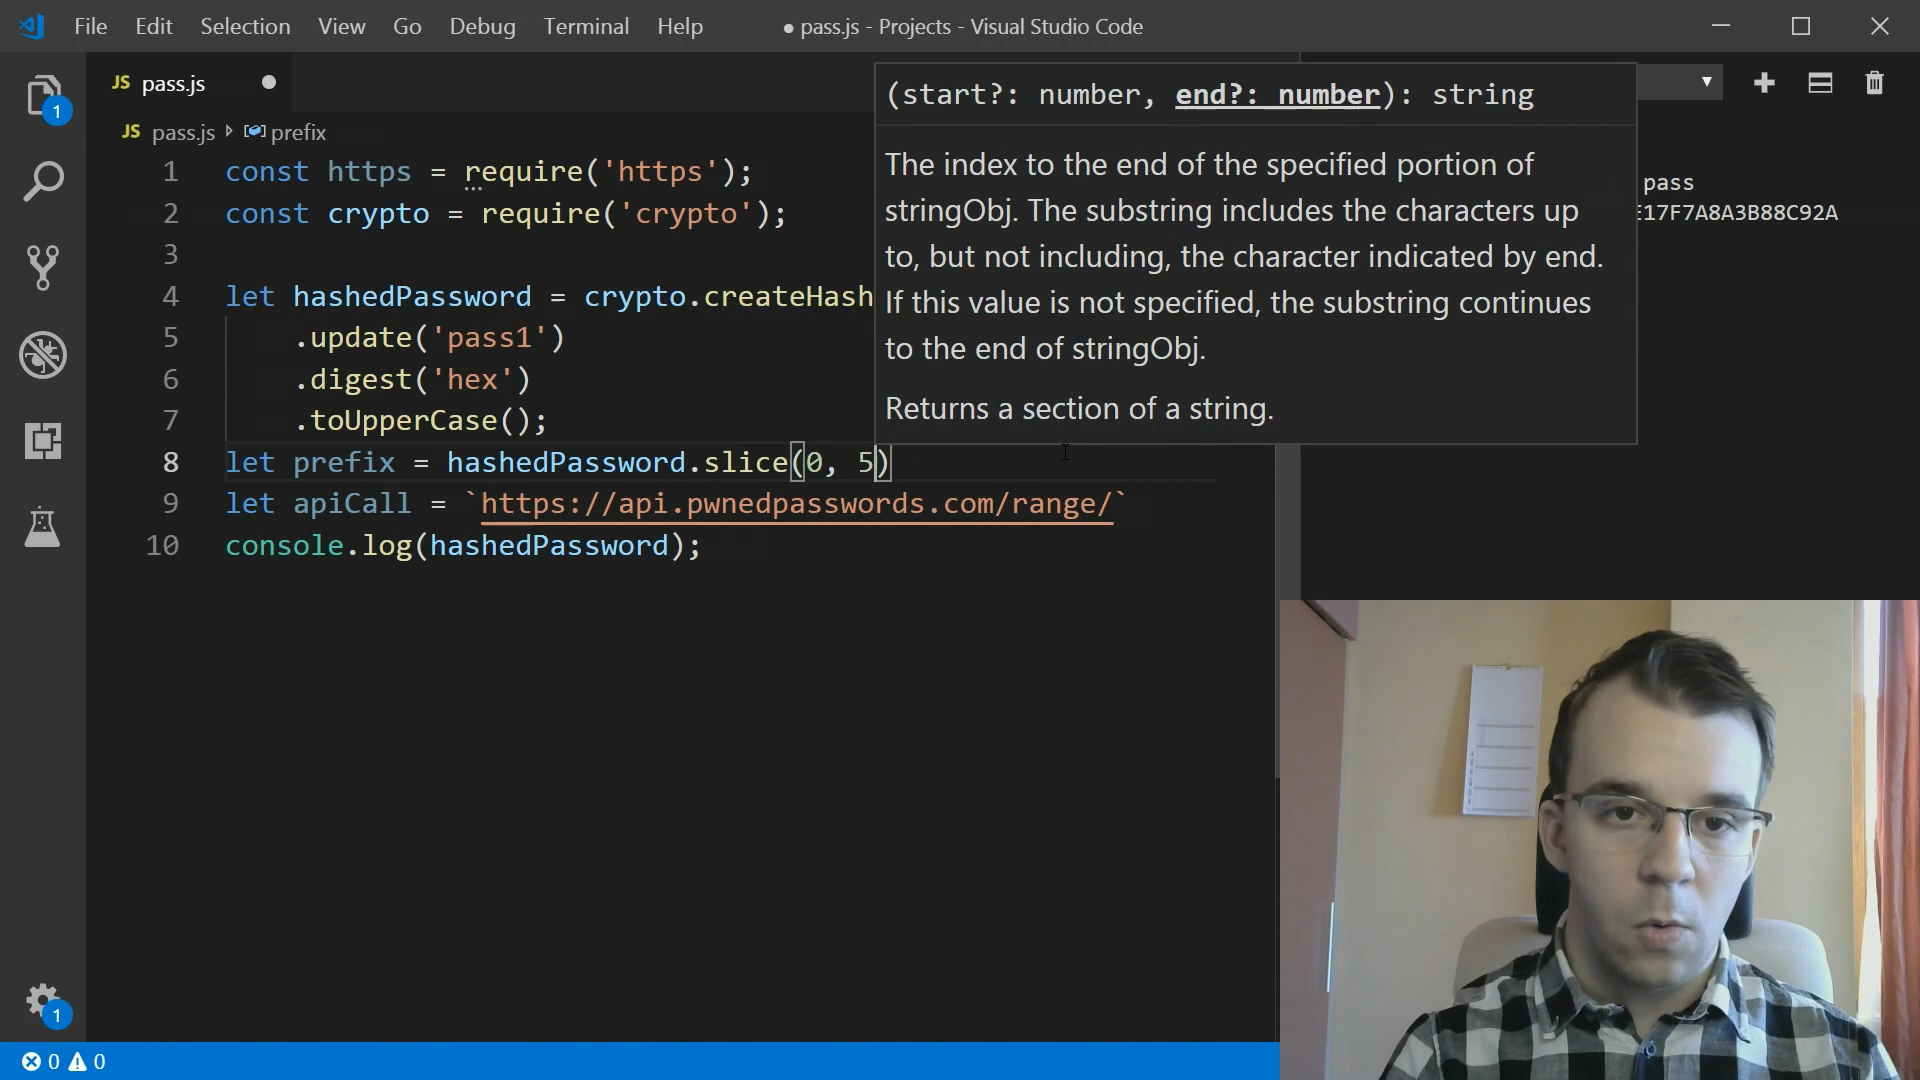 File Edit Selection View Go Debug Terminal Help ● pass.js - Projects - Visual Studio Code
JS pass.js
JS pass.js prefix
1 const https = require('https');
2 const crypto = require('crypto');
3
4 let hashedPassword = crypto.createHash
5 .update('pass1')
6 .digest('hex')
7 .toUpperCase();
8 let prefix = hashedPassword.slice(0, 5)
9 let apiCall = `https://api.pwnedpasswords.com/range/`
10 console.log(hashedPassword);
(start?: number, end?: number): string
The index to the end of the specified portion of
stringObj. The substring includes the characters up
to, but not including, the character indicated by end.
If this value is not specified, the substring continues
to the end of stringObj.
Returns a section of a string.
pass
E17F7A8A3B88C92A
1
1
0 0